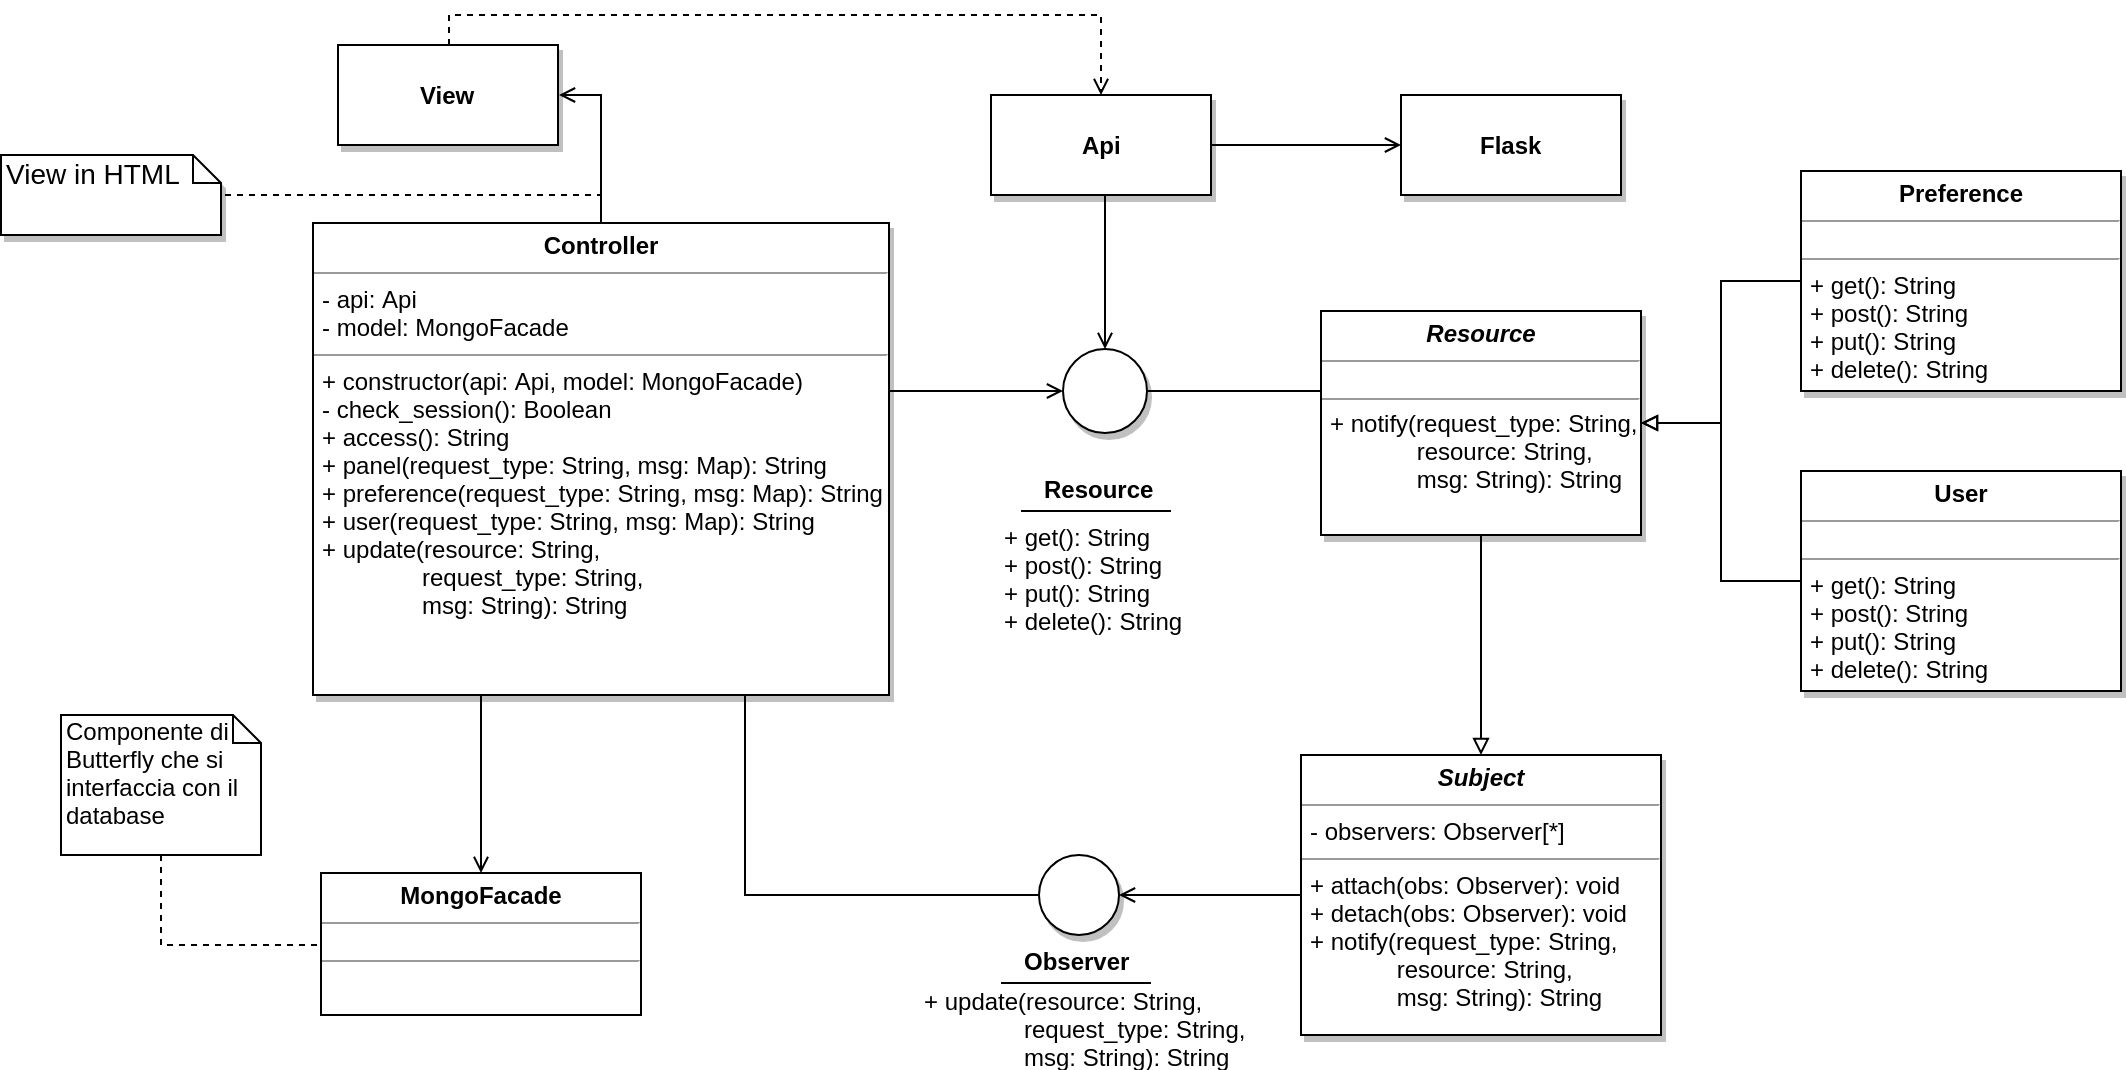 View
View in HTML
Api
Flask
Controller
- api: Api
- model: MongoFacade
+ constructor(api: Api, model: MongoFacade)
- check_session(): Boolean
+ access(): String
+ panel(request_type: String, msg: Map): String
+ preference(request_type: String, msg: Map): String
+ user(request_type: String, msg: Map): String
+ update(resource: String,
request_type: String,
msg: String): String
Resource
+ get(): String
+ post(): String
+ put(): String
+ delete(): String
Resource
+ notify(request_type: String,
resource: String,
msg: String): String
Preference
+ get(): String
+ post(): String
+ put(): String
+ delete(): String
User
+ get(): String
+ post(): String
+ put(): String
+ delete(): String
Componente di
Butterfly che si
interfaccia con il
database
MongoFacade
Observer
+ update(resource: String,
request_type: String,
msg: String): String
Subject
- observers: Observer[*]
+ attach(obs: Observer): void
+ detach(obs: Observer): void
+ notify(request_type: String,
resource: String,
msg: String): String